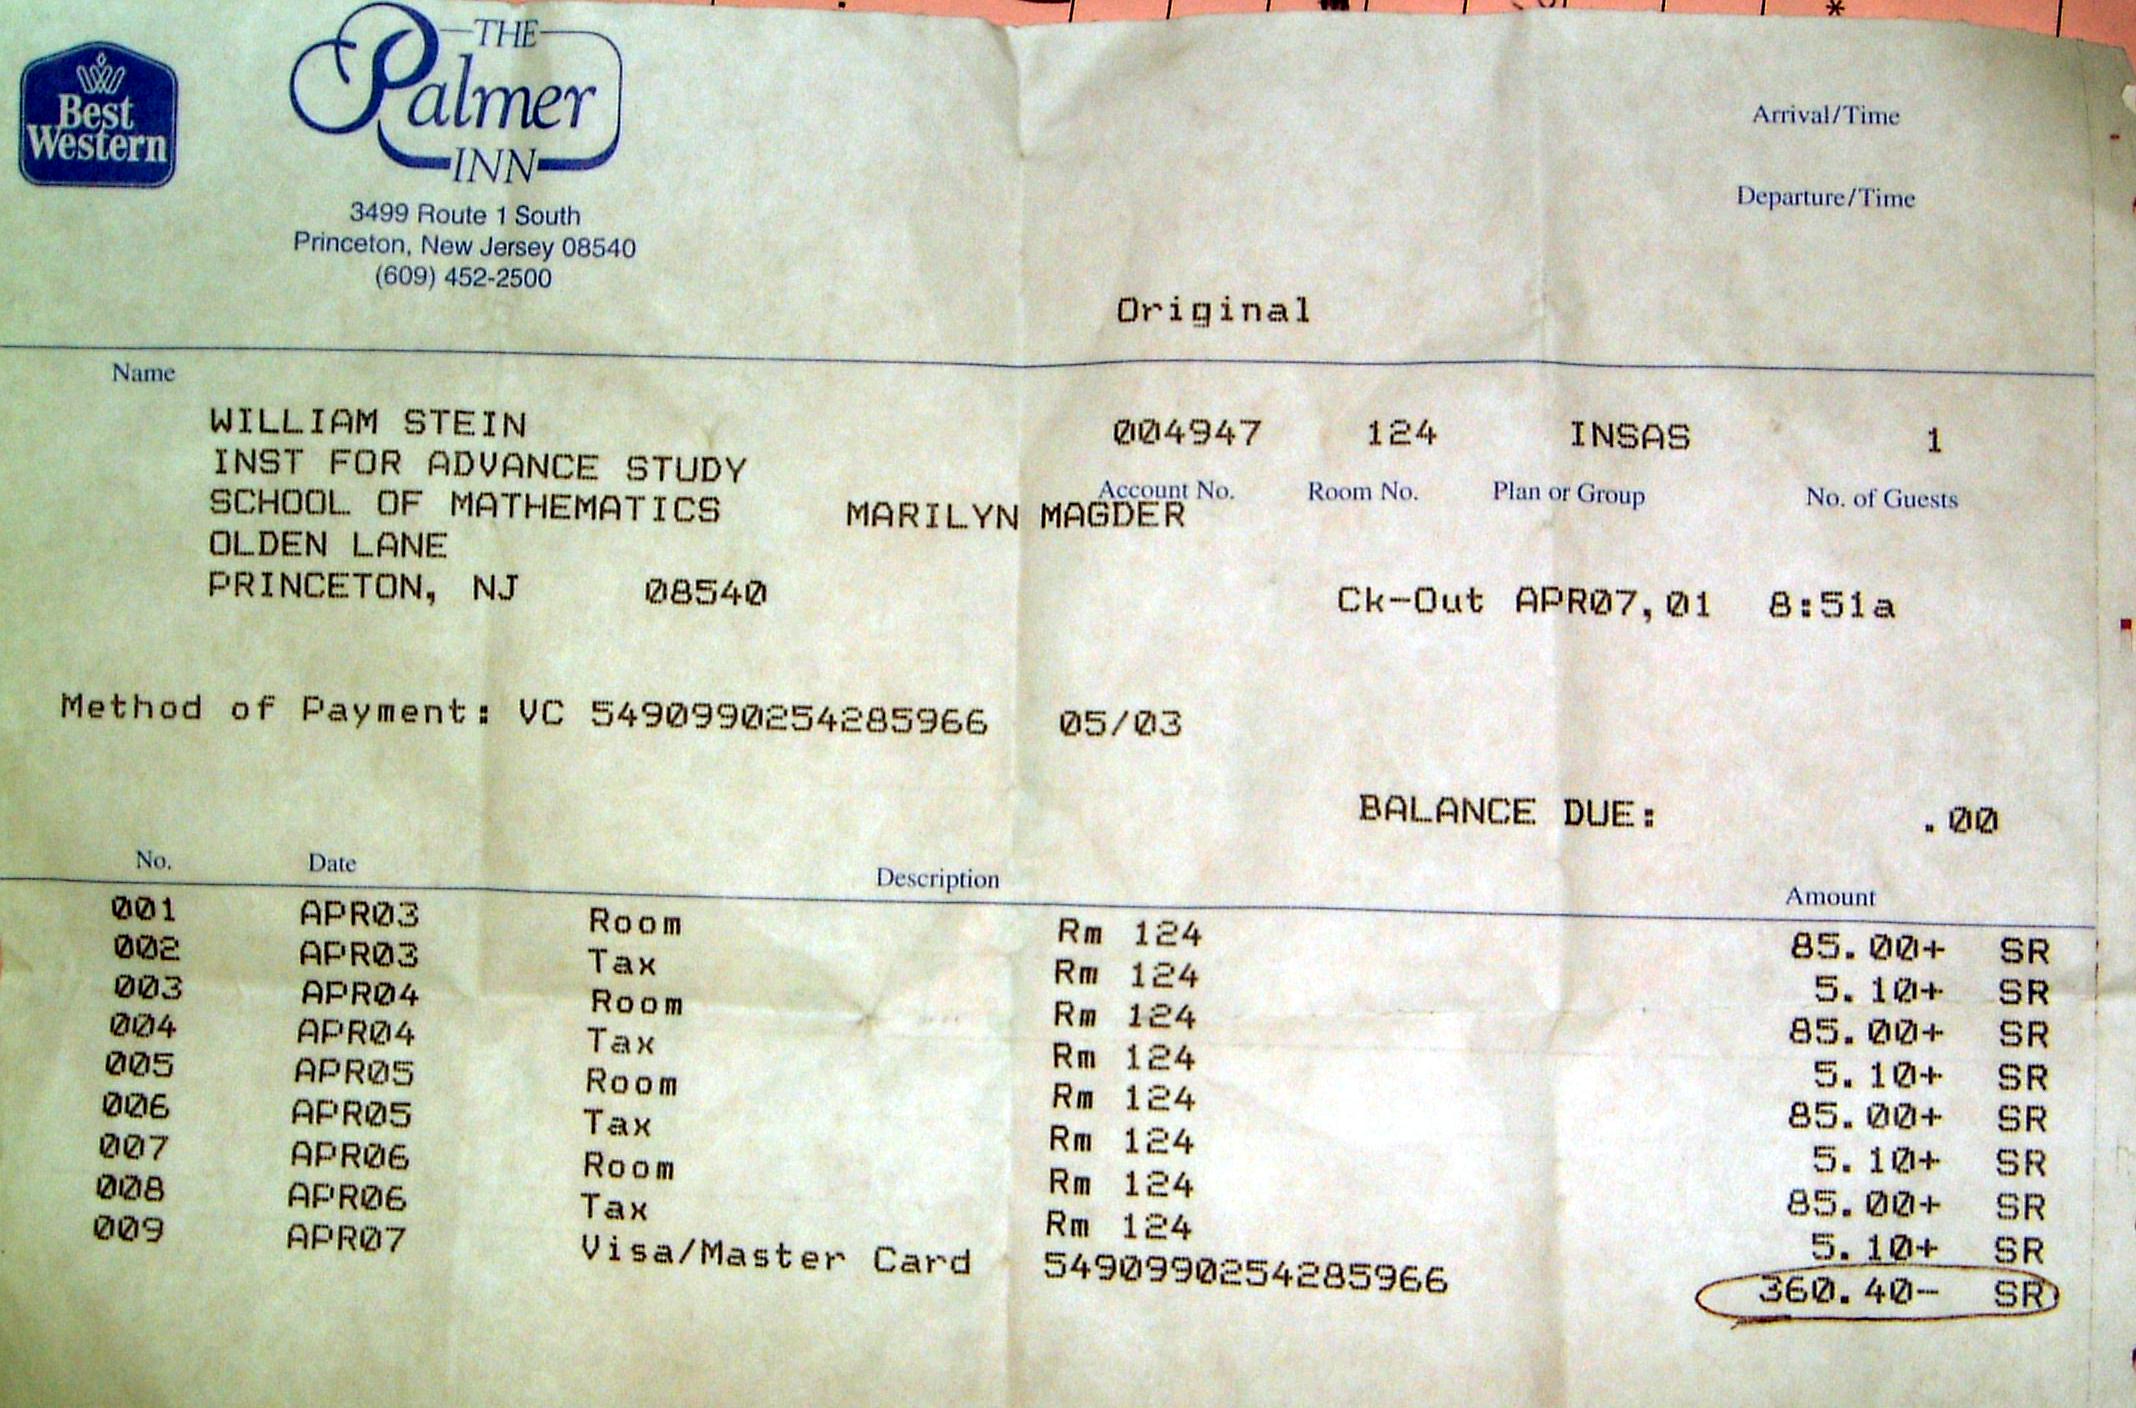 Best
Western
THE
Palmer
INN
3499 Route 1 South
Princeton, New Jersey 08540
(609) 452-2500
Arrival/Time
Departure/Time
Original
Name
WILLIAM STEIN 004947 124 INSAS 1
INST FOR ADVANCE STUDY Account No. Room No. Plan or Group No. of Guests
SCHOOL OF MATHEMATICS MARILYN MAGDER
OLDEN LANE
PRINCETON, NJ 08540 Ck-Out APR07,01 8:51a
Method of Payment: VC 5490990254285966 05/03
BALANCE DUE: .00
No. Date Description Amount
001 APR03 Room Rm 124 85.00+ SR
002 APR03 Tax Rm 124 5.10+ SR
003 APR04 Room Rm 124 85.00+ SR
004 APR04 Tax Rm 124 5.10+ SR
005 APR05 Room Rm 124 85.00+ SR
006 APR05 Tax Rm 124 5.10+ SR
007 APR06 Room Rm 124 85.00+ SR
008 APR06 Tax Rm 124 5.10+ SR
009 APR07 Visa/Master Card 5490990254285966 360.40- SR